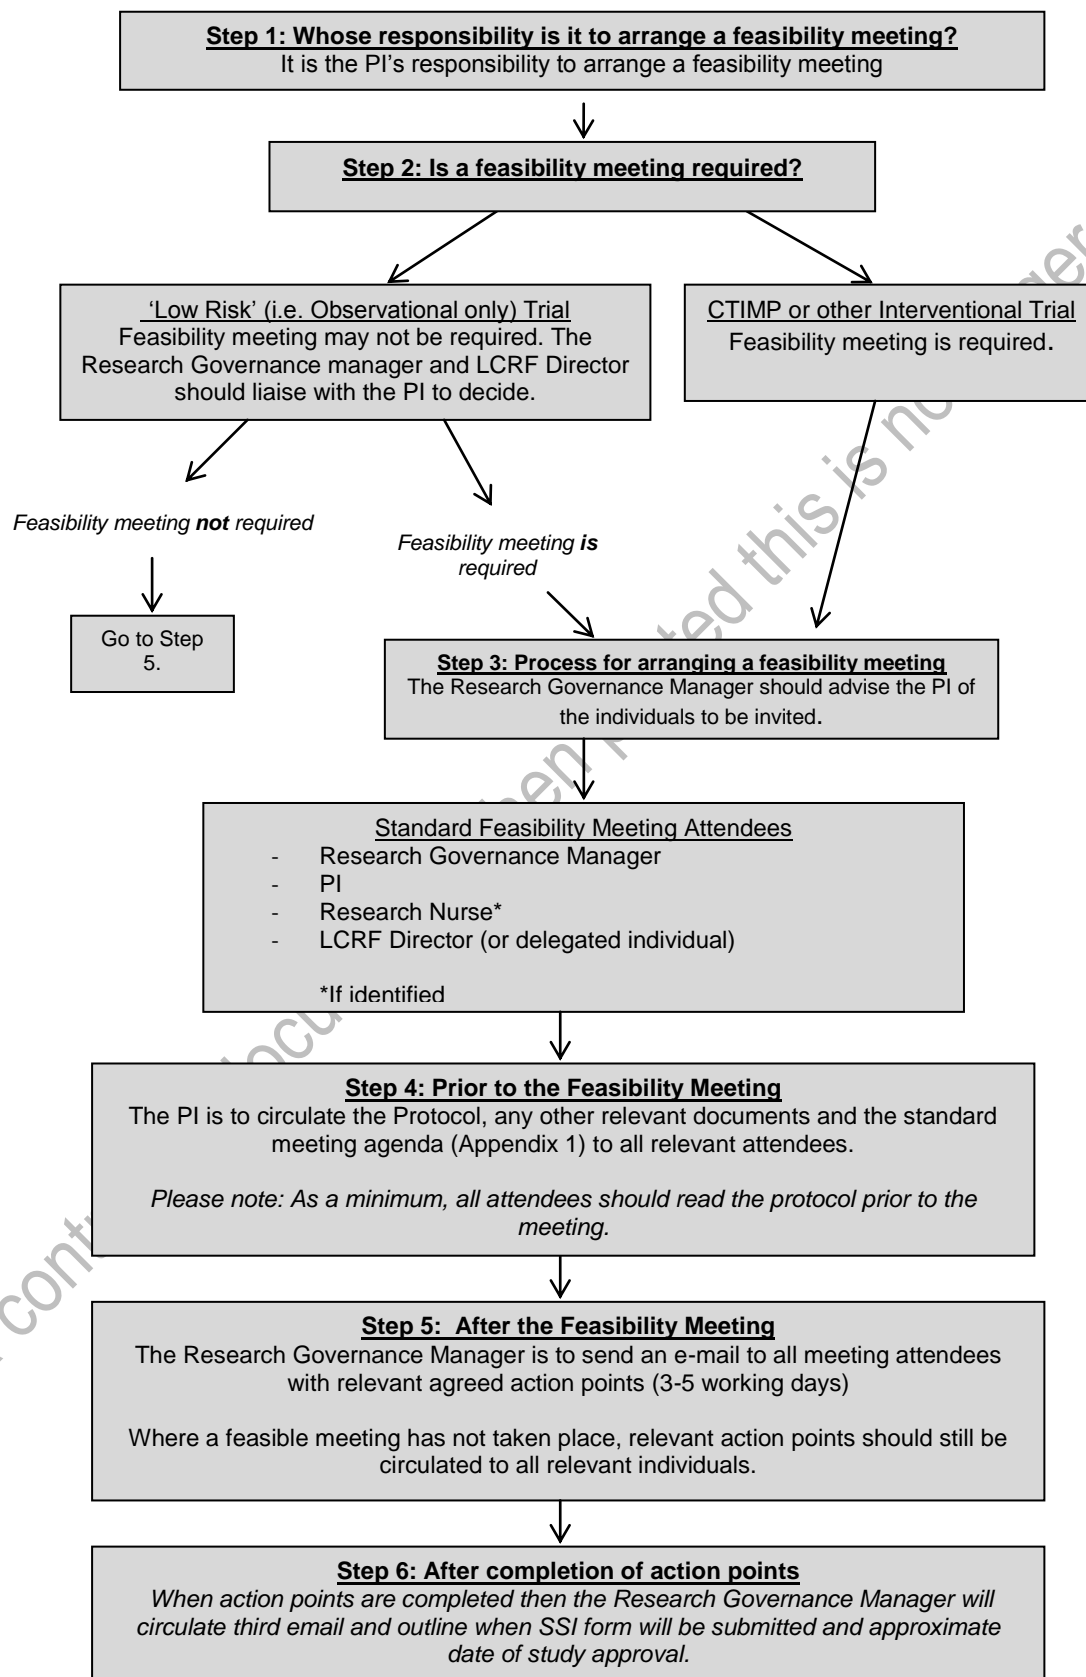 Step 1: Whose responsibility is it to arrange a feasibility meeting?
It is the PI's responsibility to arrange a feasibility meeting
Step 2: Is a feasibility meeting required?
'Low Risk' (i.e. Observational only) Trial
Feasibility meeting may not be required. The
Research Governance manager and LCRF Director
should liaise with the PI to decide.
CTIMP or other Interventional Trial
Feasibility meeting is required.
Feasibility meeting not required
Feasibility meeting is
required
Go to Step
5.
Step 3: Process for arranging a feasibility meeting
The Research Governance Manager should advise the PI of
the individuals to be invited.
Standard Feasibility Meeting Attendees
- Research Governance Manager
- PI
- Research Nurse*
- LCRF Director (or delegated individual)
*If identified
Step 4: Prior to the Feasibility Meeting
The PI is to circulate the Protocol, any other relevant documents and the standard
meeting agenda (Appendix 1) to all relevant attendees.
Please note: As a minimum, all attendees should read the protocol prior to the
meeting.
Step 5:  After the Feasibility Meeting
The Research Governance Manager is to send an e-mail to all meeting attendees
with relevant agreed action points (3-5 working days)
Where a feasible meeting has not taken place, relevant action points should still be
circulated to all relevant individuals.
Step 6: After completion of action points
When action points are completed then the Research Governance Manager will
circulate third email and outline when SSI form will be submitted and approximate
date of study approval.
this is